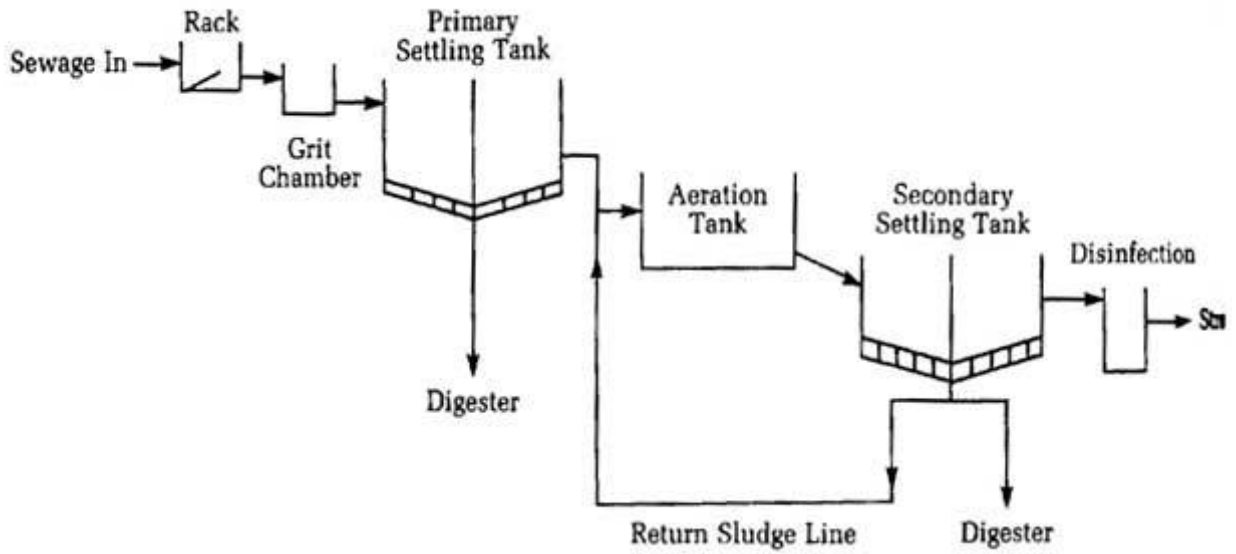 Rack
Primary
Settling Tank
Sewage In
Grit
Chamber
Aeration
Tank
Secondary
Settling Tank
Disinfection
Digester
Return Sludge Line
Digester